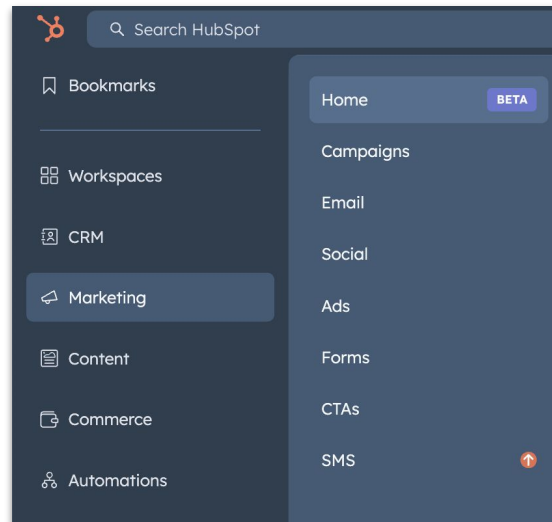 Search HubSpot
Bookmarks
Workspaces
CRM
Marketing
Content
Commerce
Automations
Home BETA
Campaigns
Email
Social
Ads
Forms
CTAs
SMS